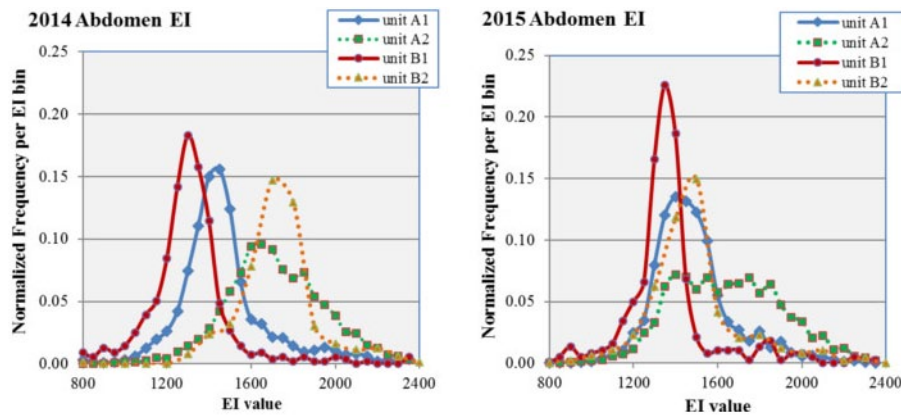 2014 Abdomen EI
unit A1
unit A2
unit B1
unit B2
Normalized Frequency per EI bin
0.25
0.20
0.15
0.10
0.05
0.00
800 1200 1600 2000 2400
EI value
2015 Abdomen EI
unit A1
unit A2
unit B1
unit B2
Normalized Frequency per EI bin
0.25
0.20
0.15
0.10
0.05
0.00
800 1200 1600 2000 2400
EI value